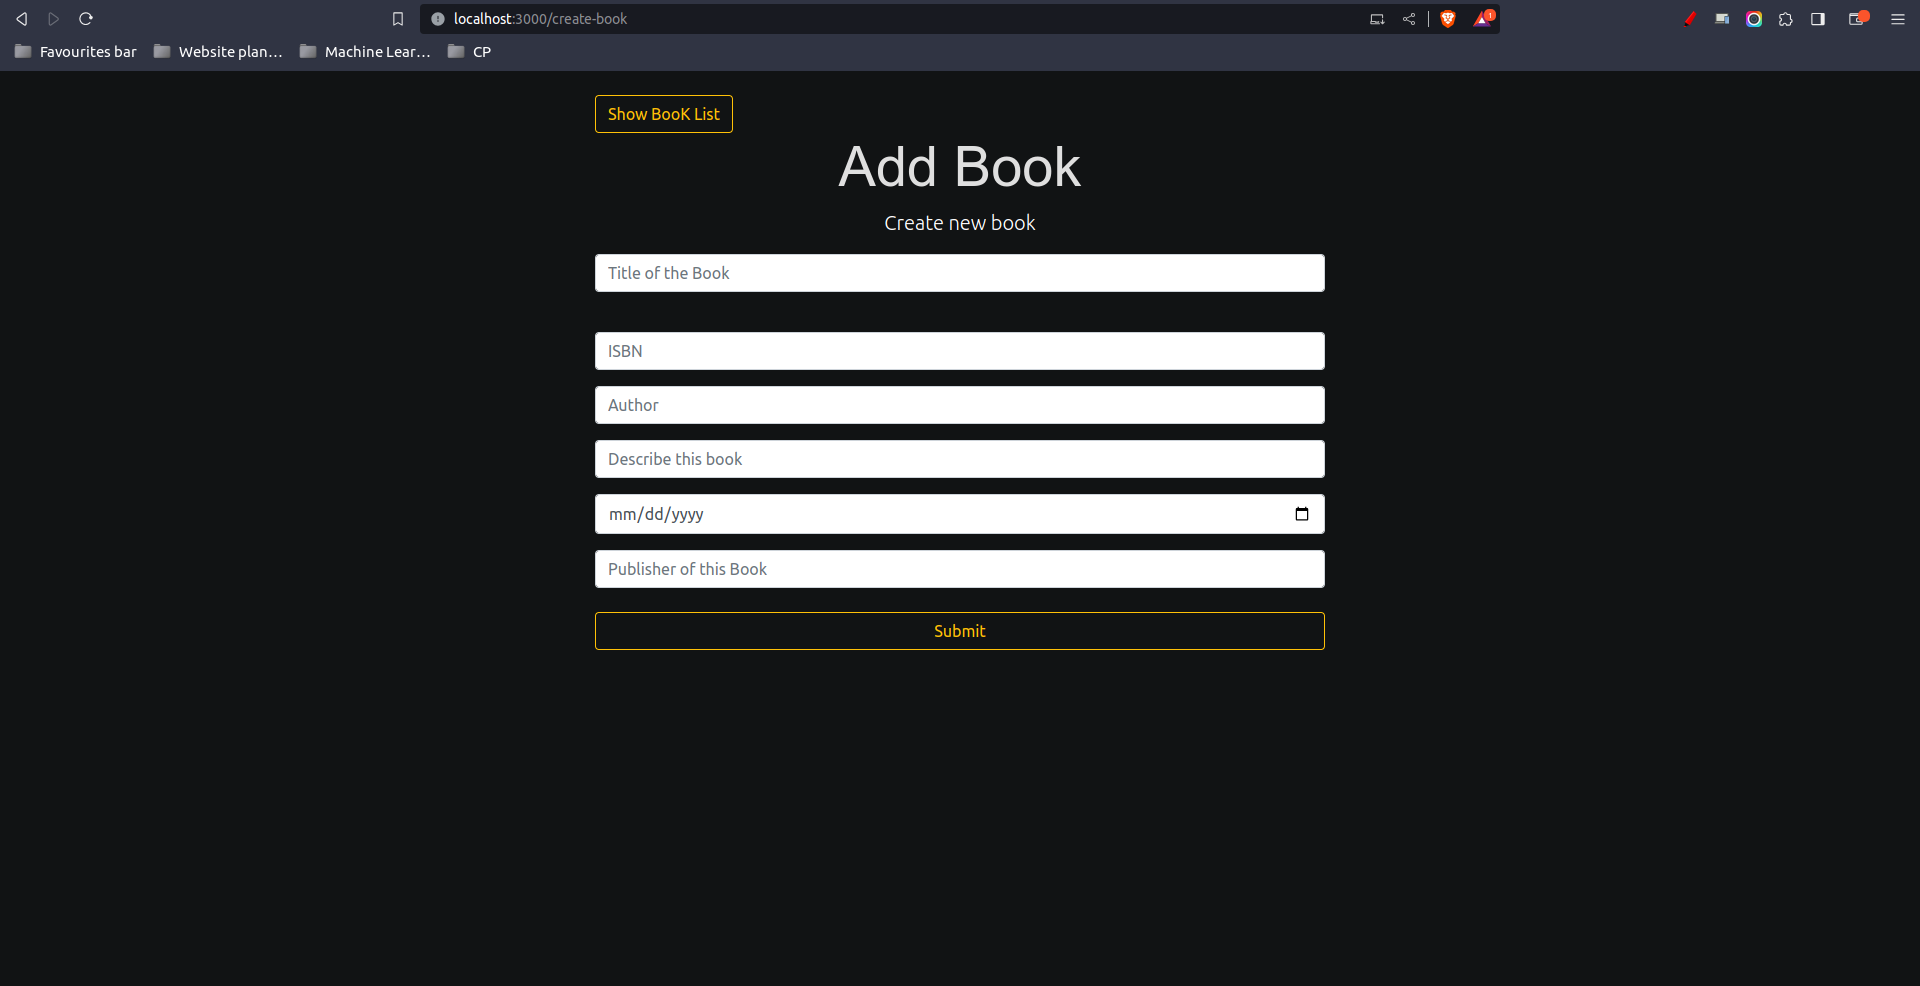 localhost:3000/create-book
1
Favourites bar Website plan... Machine Lear... CP
Show BooK List
Add Book
Create new book
Title of the Book
ISBN
Author
Describe this book
mm/dd/yyyy
Publisher of this Book
Submit